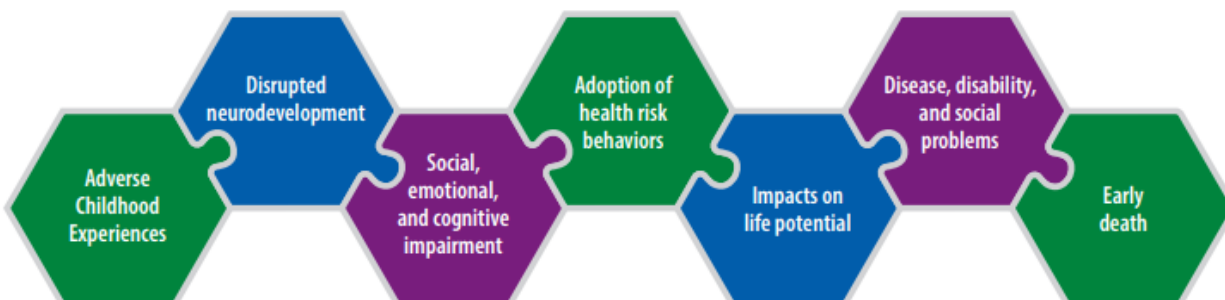 Adverse
Childhood
Experiences
Disrupted
neurodevelopment
Social,
emotional,
and cognitive
impairment
Adoption of
health risk
behaviors
Impacts on
life potential
Disease, disability,
and social
problems
Early
death